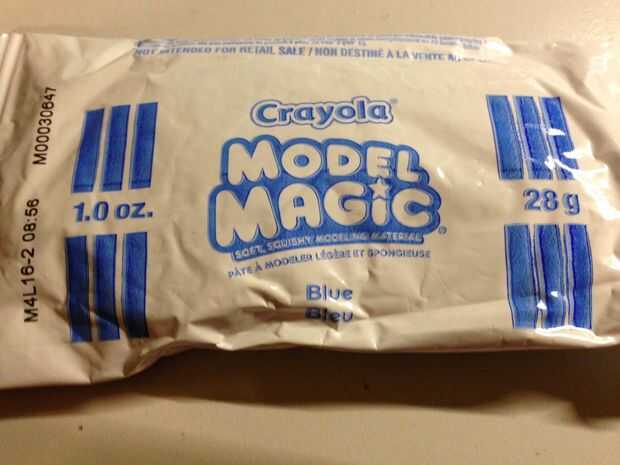 NOT INTENDED FOR RETAIL SALE / NON DESTINÉ À LA VENTE AU
Crayola
MODEL
MAGIC
®
SOFT, SQUISHY MODELING MATERIAL
PÂTE À MODELER LÉGÈRE ET SPONGIEUSE
Blue
Bleu
1.0 oz.
28 g
M00030647
M4L16-2 08:56